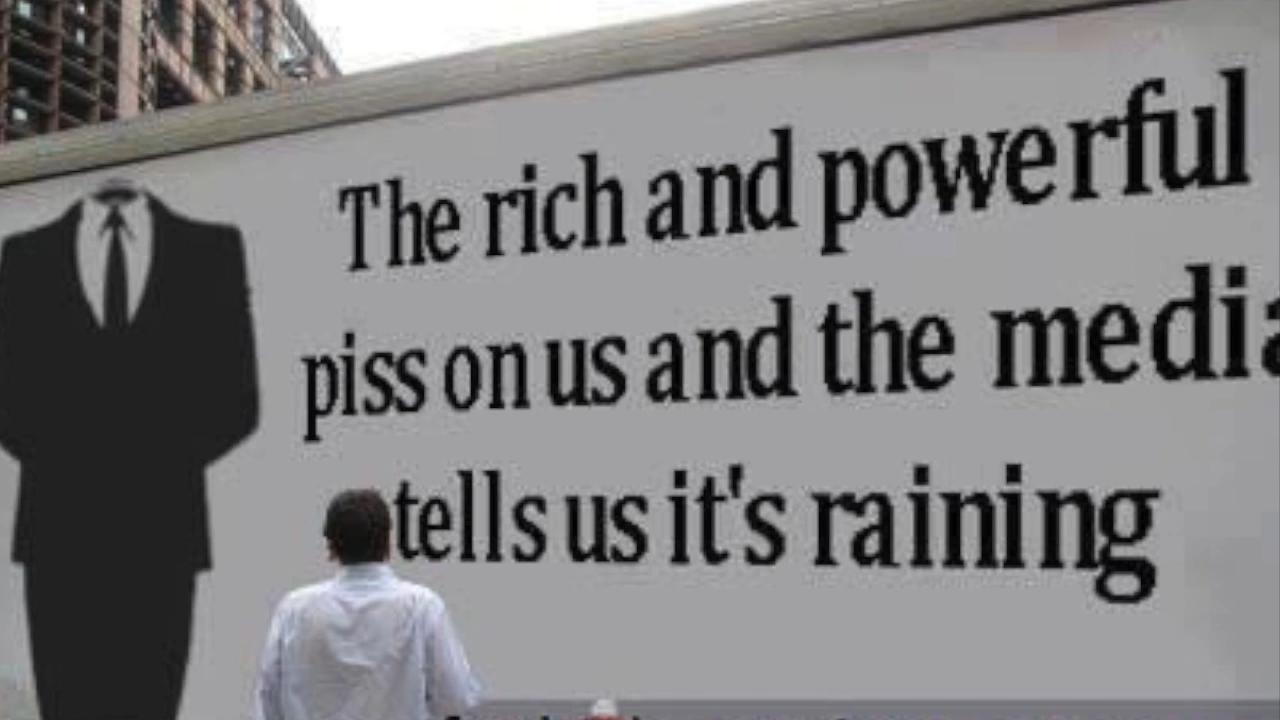 The rich and powerful
piss on us and the media
tells us it's raining